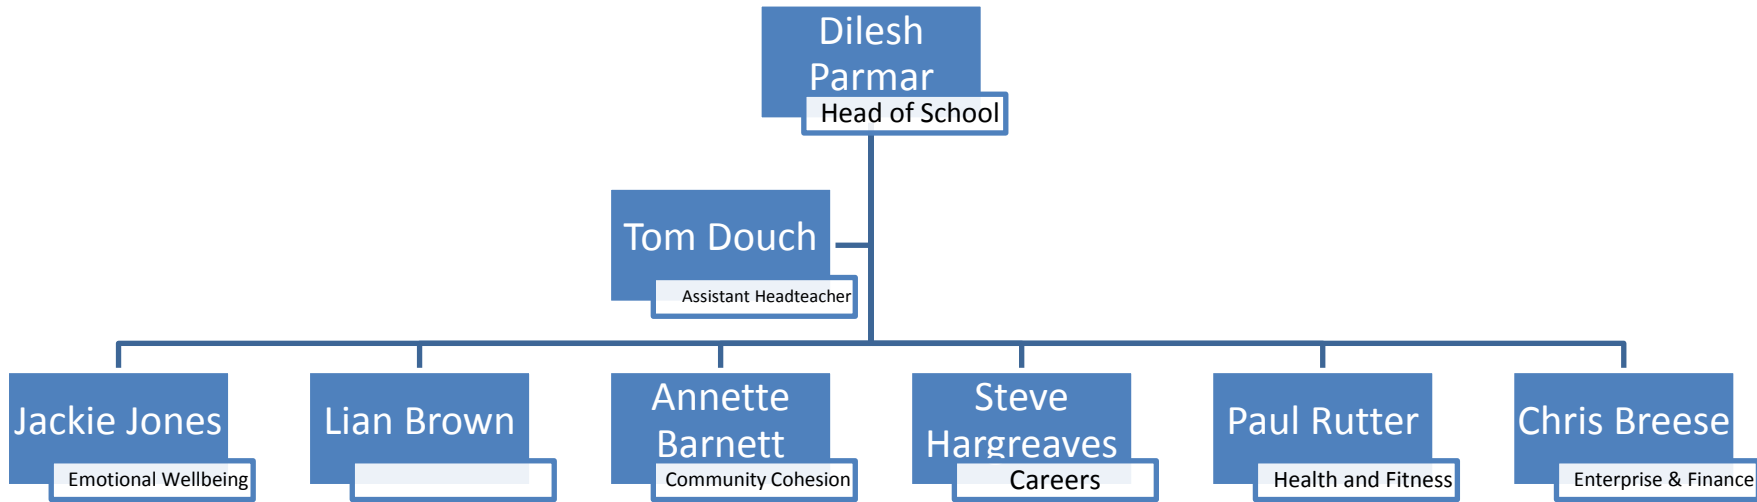 Dilesh
Parmar
Head of School
Tom Douch
Assistant Headteacher
Jackie Jones
Emotional Wellbeing
Lian Brown
Annette
Barnett
Community Cohesion
Steve
Hargreaves
Careers
Paul Rutter
Health and Fitness
Chris Breese
Enterprise & Finance